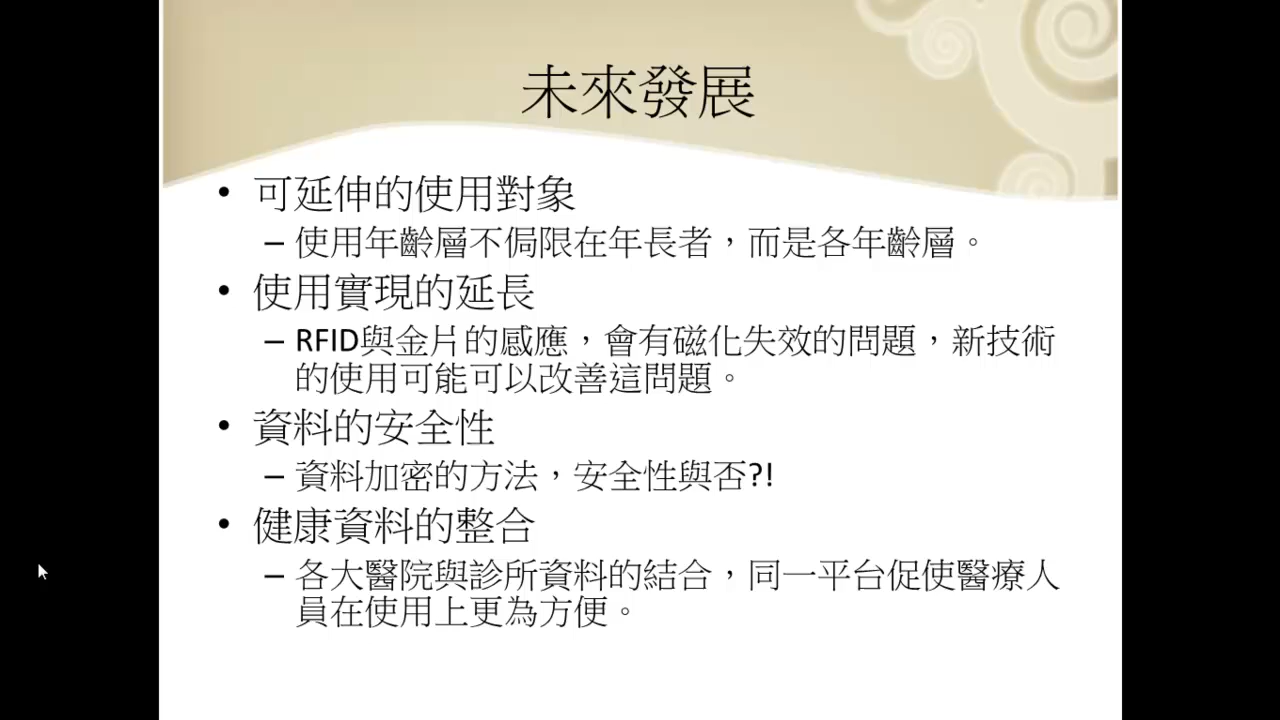 未來發展
• 可延伸的使用對象
– 使用年齡層不侷限在年長者，而是各年齡層。
• 使用實現的延長
– RFID與金片的感應，會有磁化失效的問題，新技術
的使用可能可以改善這問題。
• 資料的安全性
– 資料加密的方法，安全性與否?!
• 健康資料的整合
– 各大醫院與診所資料的結合，同一平台促使醫療人
員在使用上更為方便。